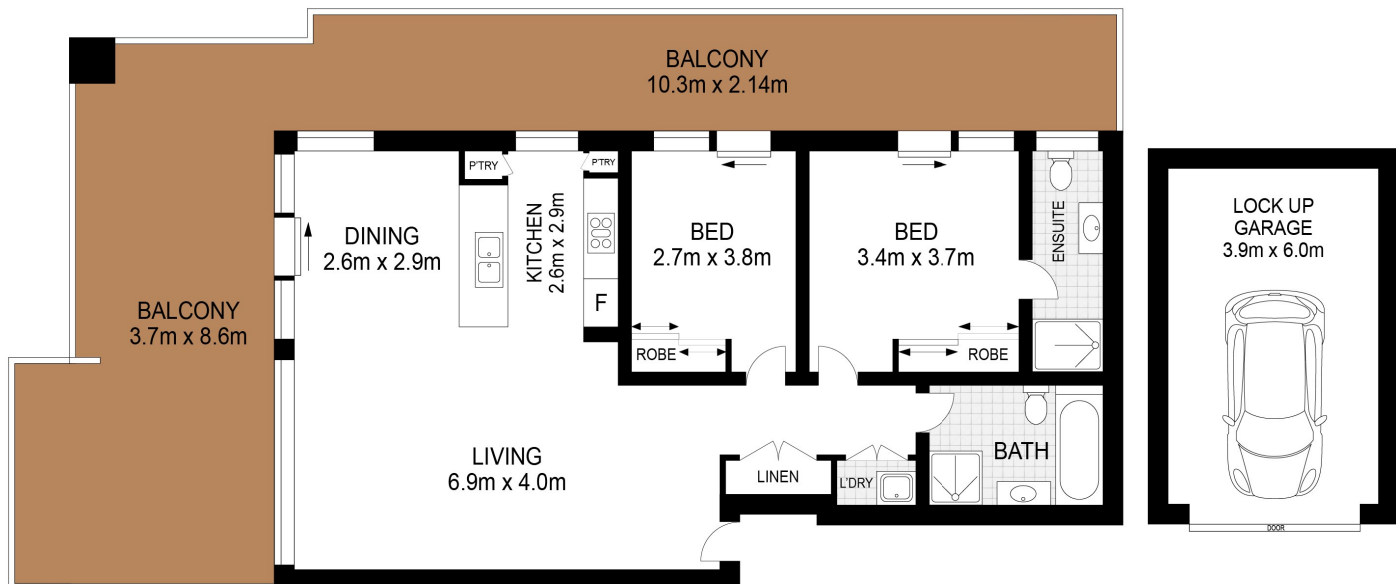 BALCONY
10.3m x 2.14m
P'TRY
P'TRY
KITCHEN
2.6m x 2.9m
DINING
2.6m x 2.9m
F
BED
2.7m x 3.8m
BED
3.4m x 3.7m
ENSUITE
LOCK UP
GARAGE
3.9m x 6.0m
BALCONY
3.7m x 8.6m
ROBE
ROBE
LIVING
6.9m x 4.0m
LINEN
L'DRY
BATH
DOOR